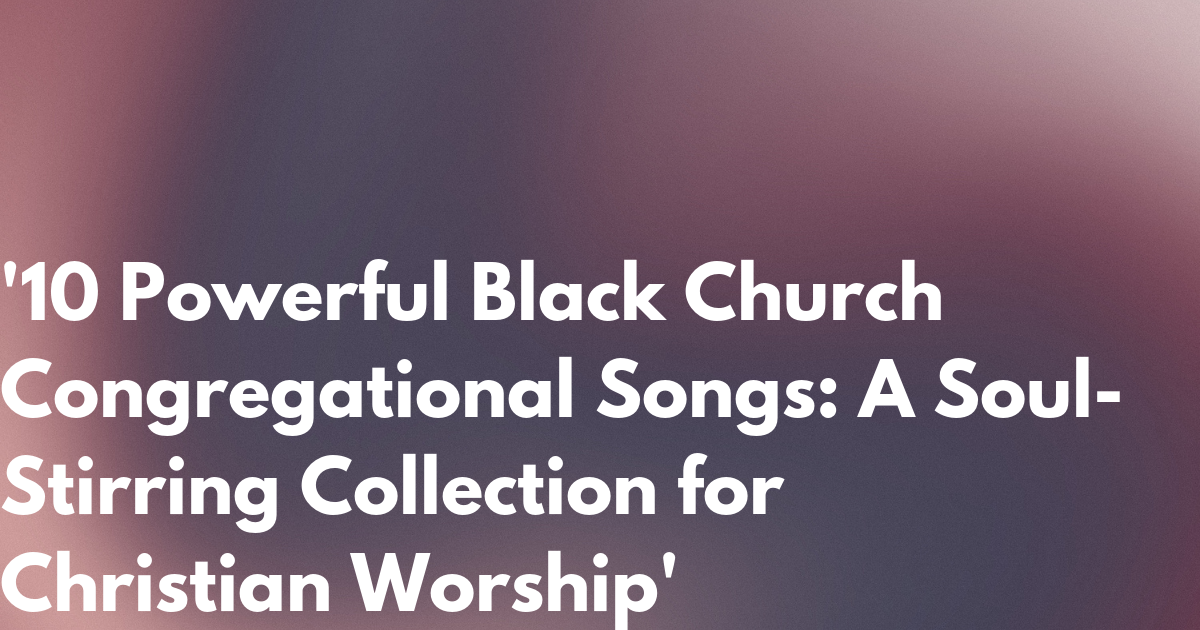 '10 Powerful Black Church
Congregational Songs: A Soul-
Stirring Collection for
Christian Worship'